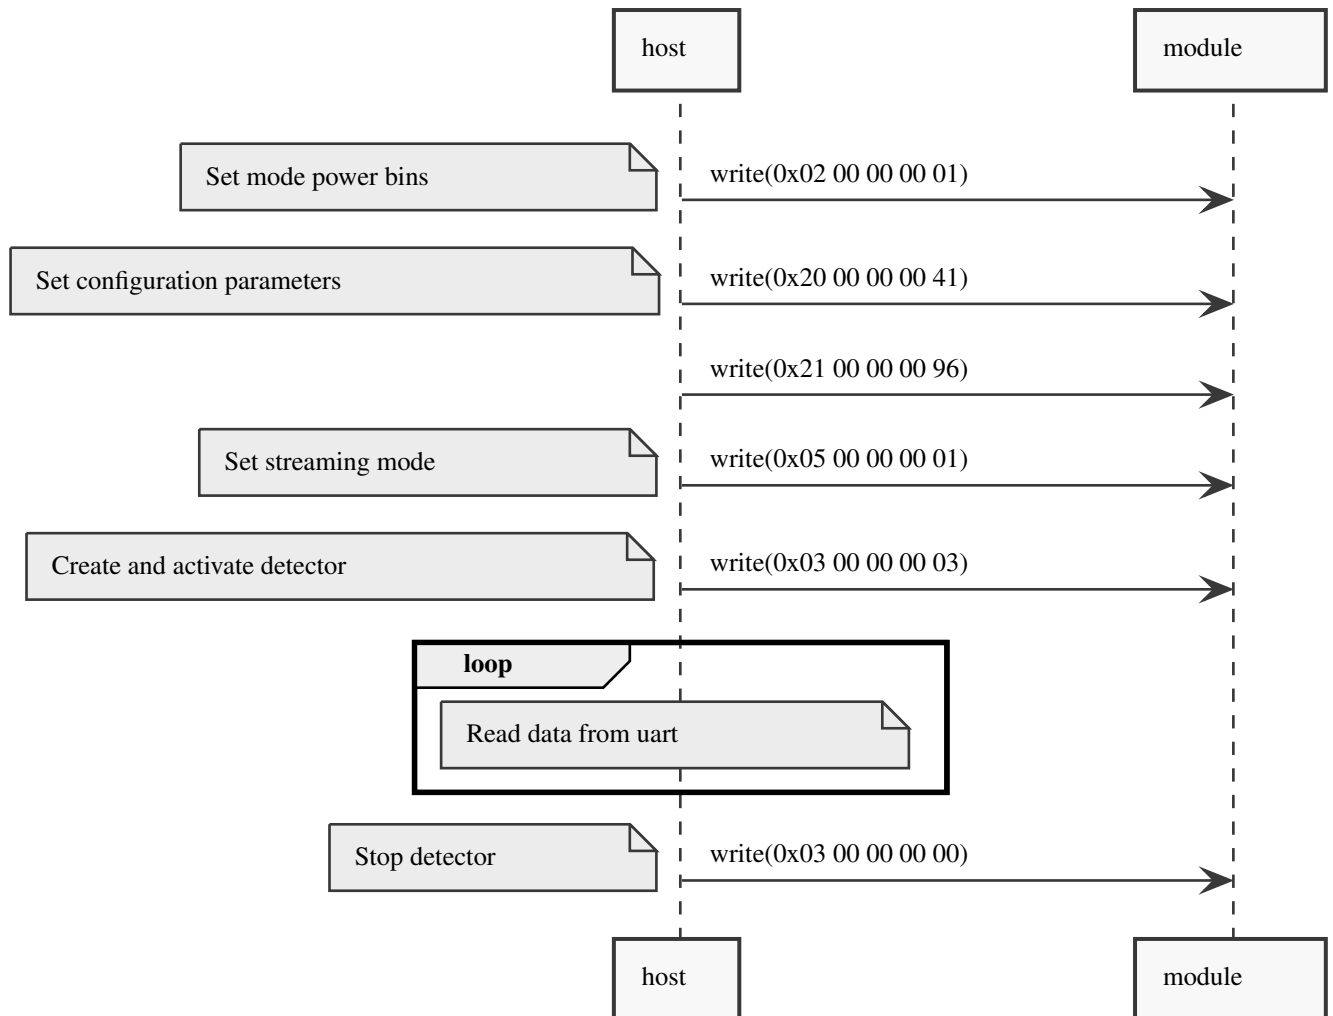 host
module
Set mode power bins
write(0x02 00 00 00 01)
Set configuration parameters
write(0x20 00 00 00 41)
write(0x21 00 00 00 96)
Set streaming mode
write(0x05 00 00 00 01)
Create and activate detector
write(0x03 00 00 00 03)
loop
Read data from uart
Stop detector
write(0x03 00 00 00 00)
host
module